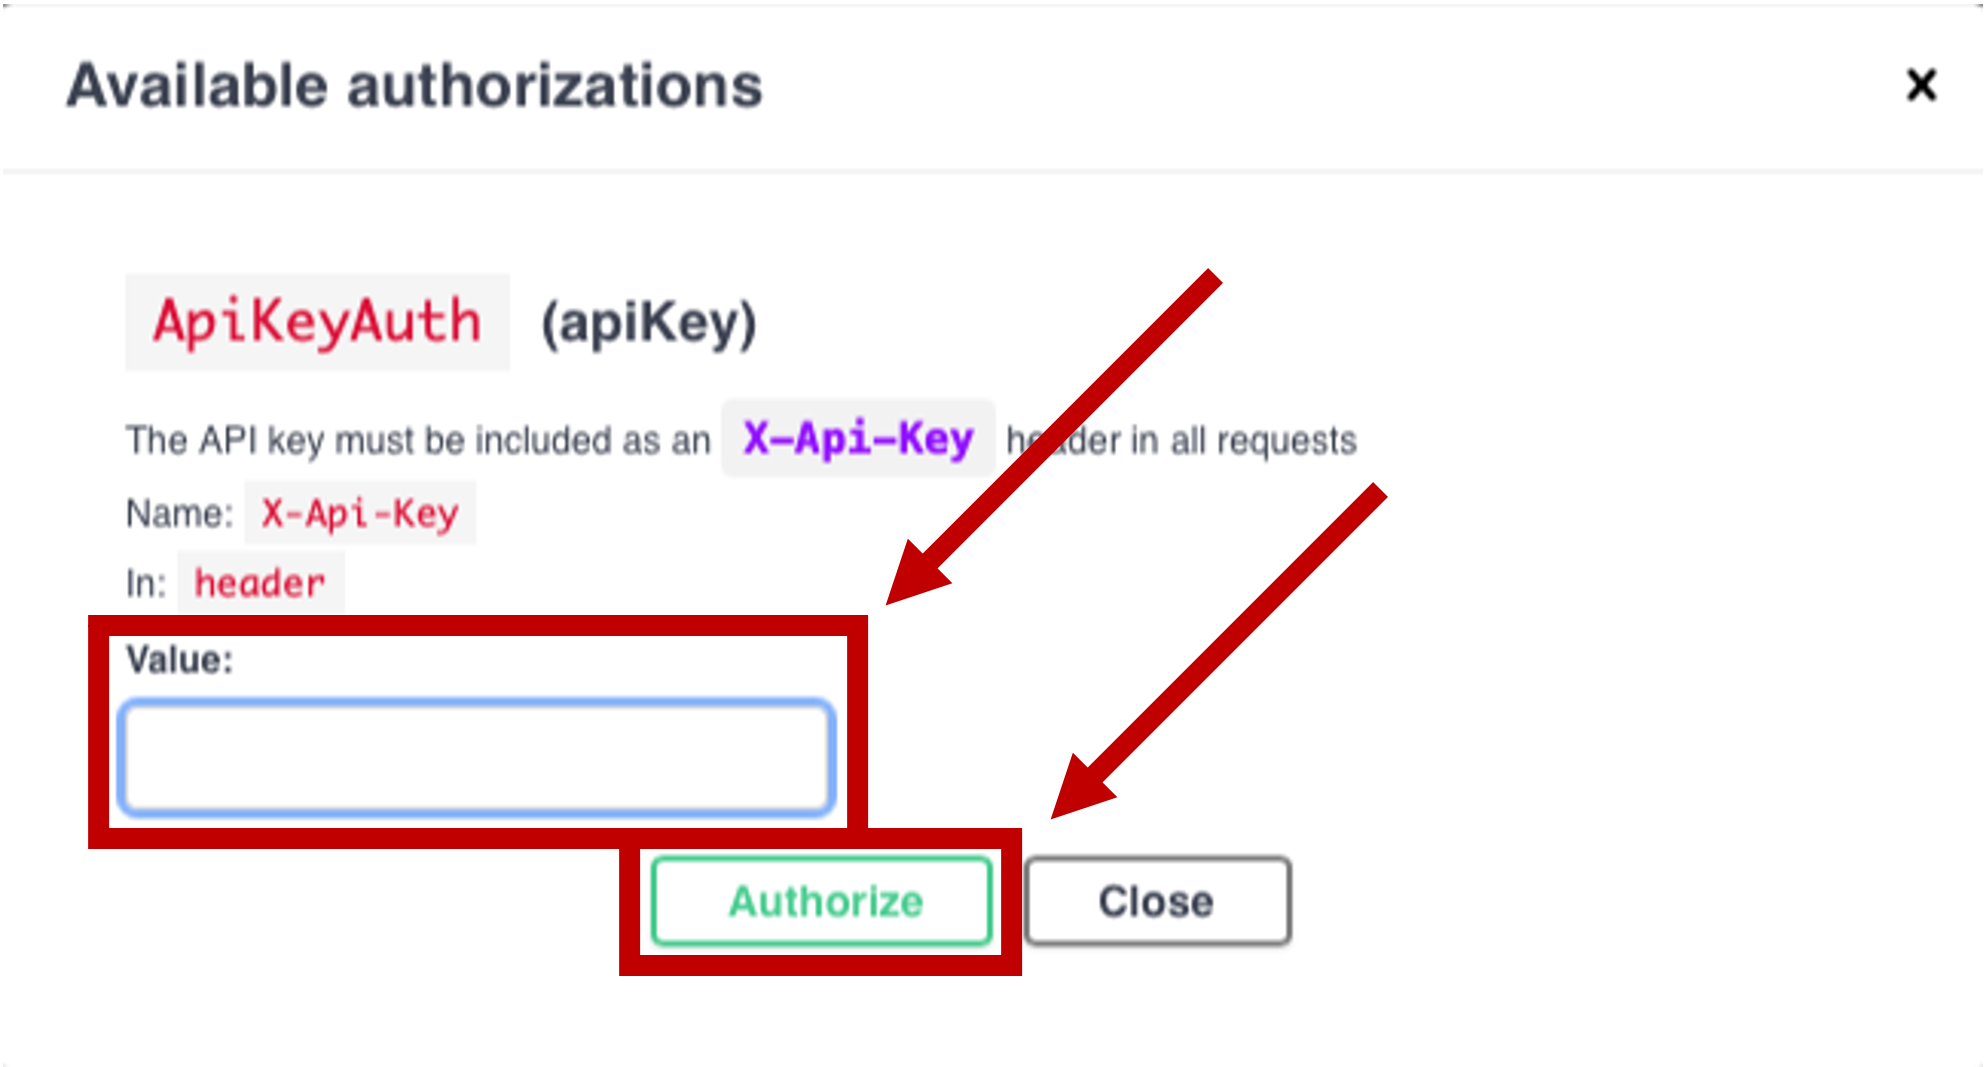 Available authorizations
ApiKeyAuth (apiKey)
The API key must be included as an X-Api-Key header in all requests
Name: X-Api-Key
In: header
Value:
Authorize Close